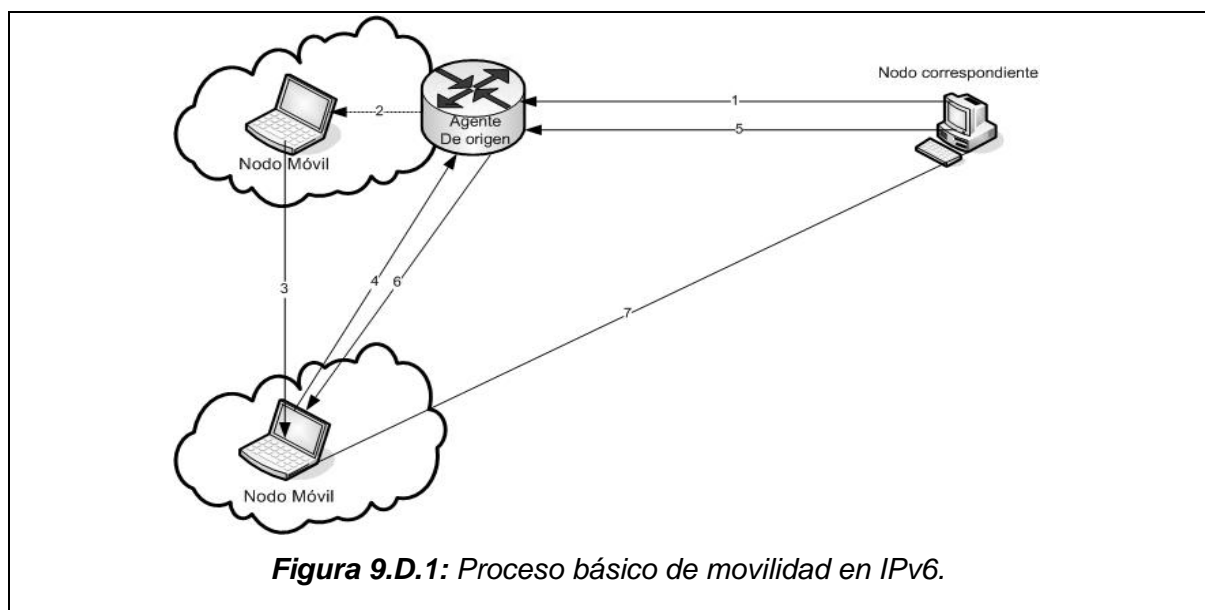 Nodo correspondiente
1
2
5
Agente
De origen
Nodo Móvil
4
6
3
7
Nodo Móvil
Figura 9.D.1: Proceso básico de movilidad en IPv6.